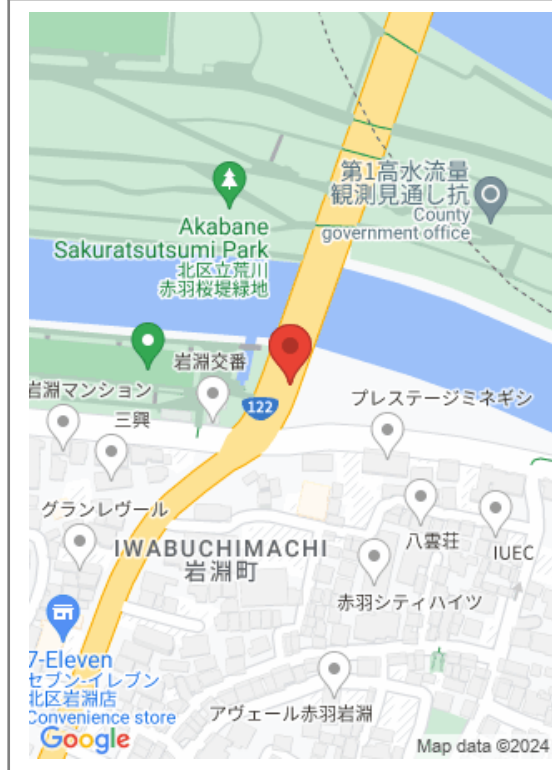 第1高水流量
観測見通し抗
County
government office
Akabane
Sakuratsutsumi Park
北区立荒川
赤羽桜堤緑地
岩淵交番
岩淵マンション
三興
122
プレステージミネギシ
グランレヴール
八雲荘
IUEC
IWABUCHIMACHI
岩淵町
赤羽シティハイツ
7-Eleven
セブン-イレブン
北区岩淵店
Convenience store
アヴェール赤羽岩淵
Google
Map data ©2024